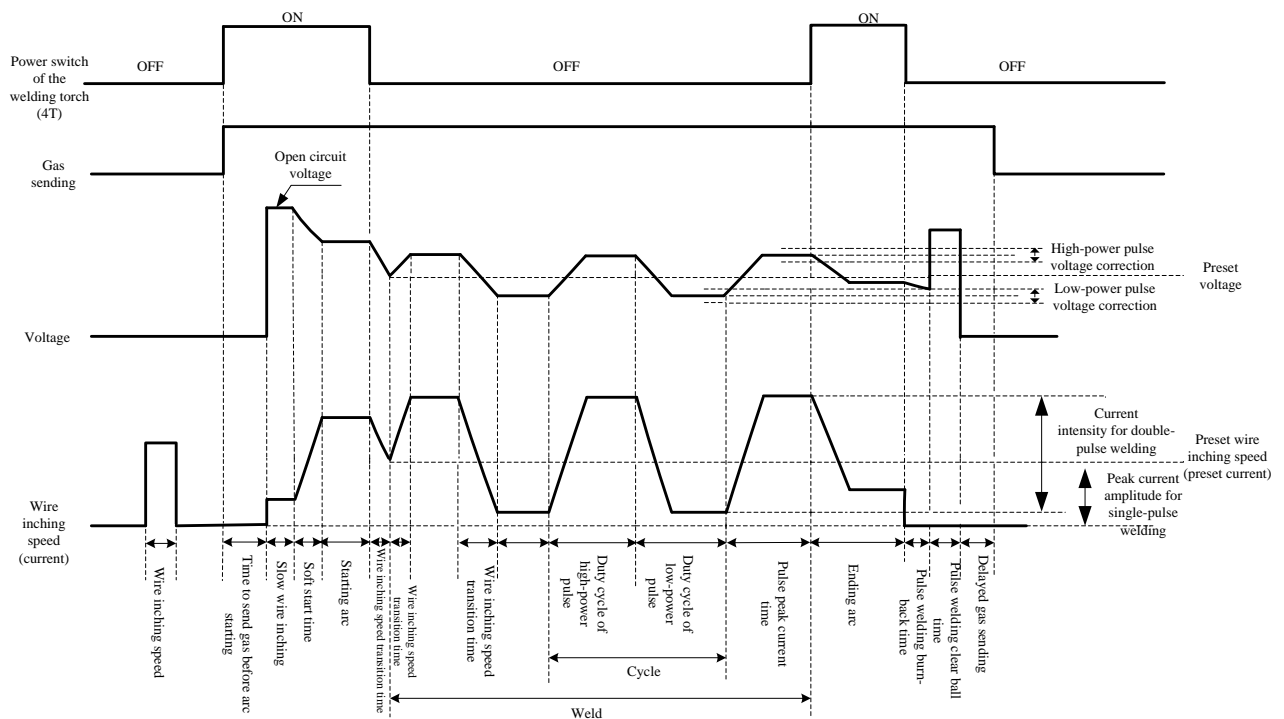 ON
ON
OFF
OFF
OFF
Power switch
of the
welding torch
(4T)
Gas
sending
Open circuit
voltage
High-power pulse
voltage correction
Preset
voltage
Low-power pulse
voltage correction
Voltage
Current
intensity for double-
pulse welding
Preset wire
inching speed
(preset current)
Peak current
amplitude for
single-pulse
welding
Wire
inching
speed
(current)
Wire inching speed
Time to send gas before arc
starting
Slow wire inching
Soft start time
Starting arc
Wire inching speed transition time
Wire inching speed
transition time
Wire inching speed
transition time
Duty cycle of
high-power
pulse
Duty cycle of
low-power
pulse
Pulse peak current
time
Ending arc
Pulse welding burn-
back time
Pulse welding clear ball
time
Delayed gas sending
Cycle
Weld